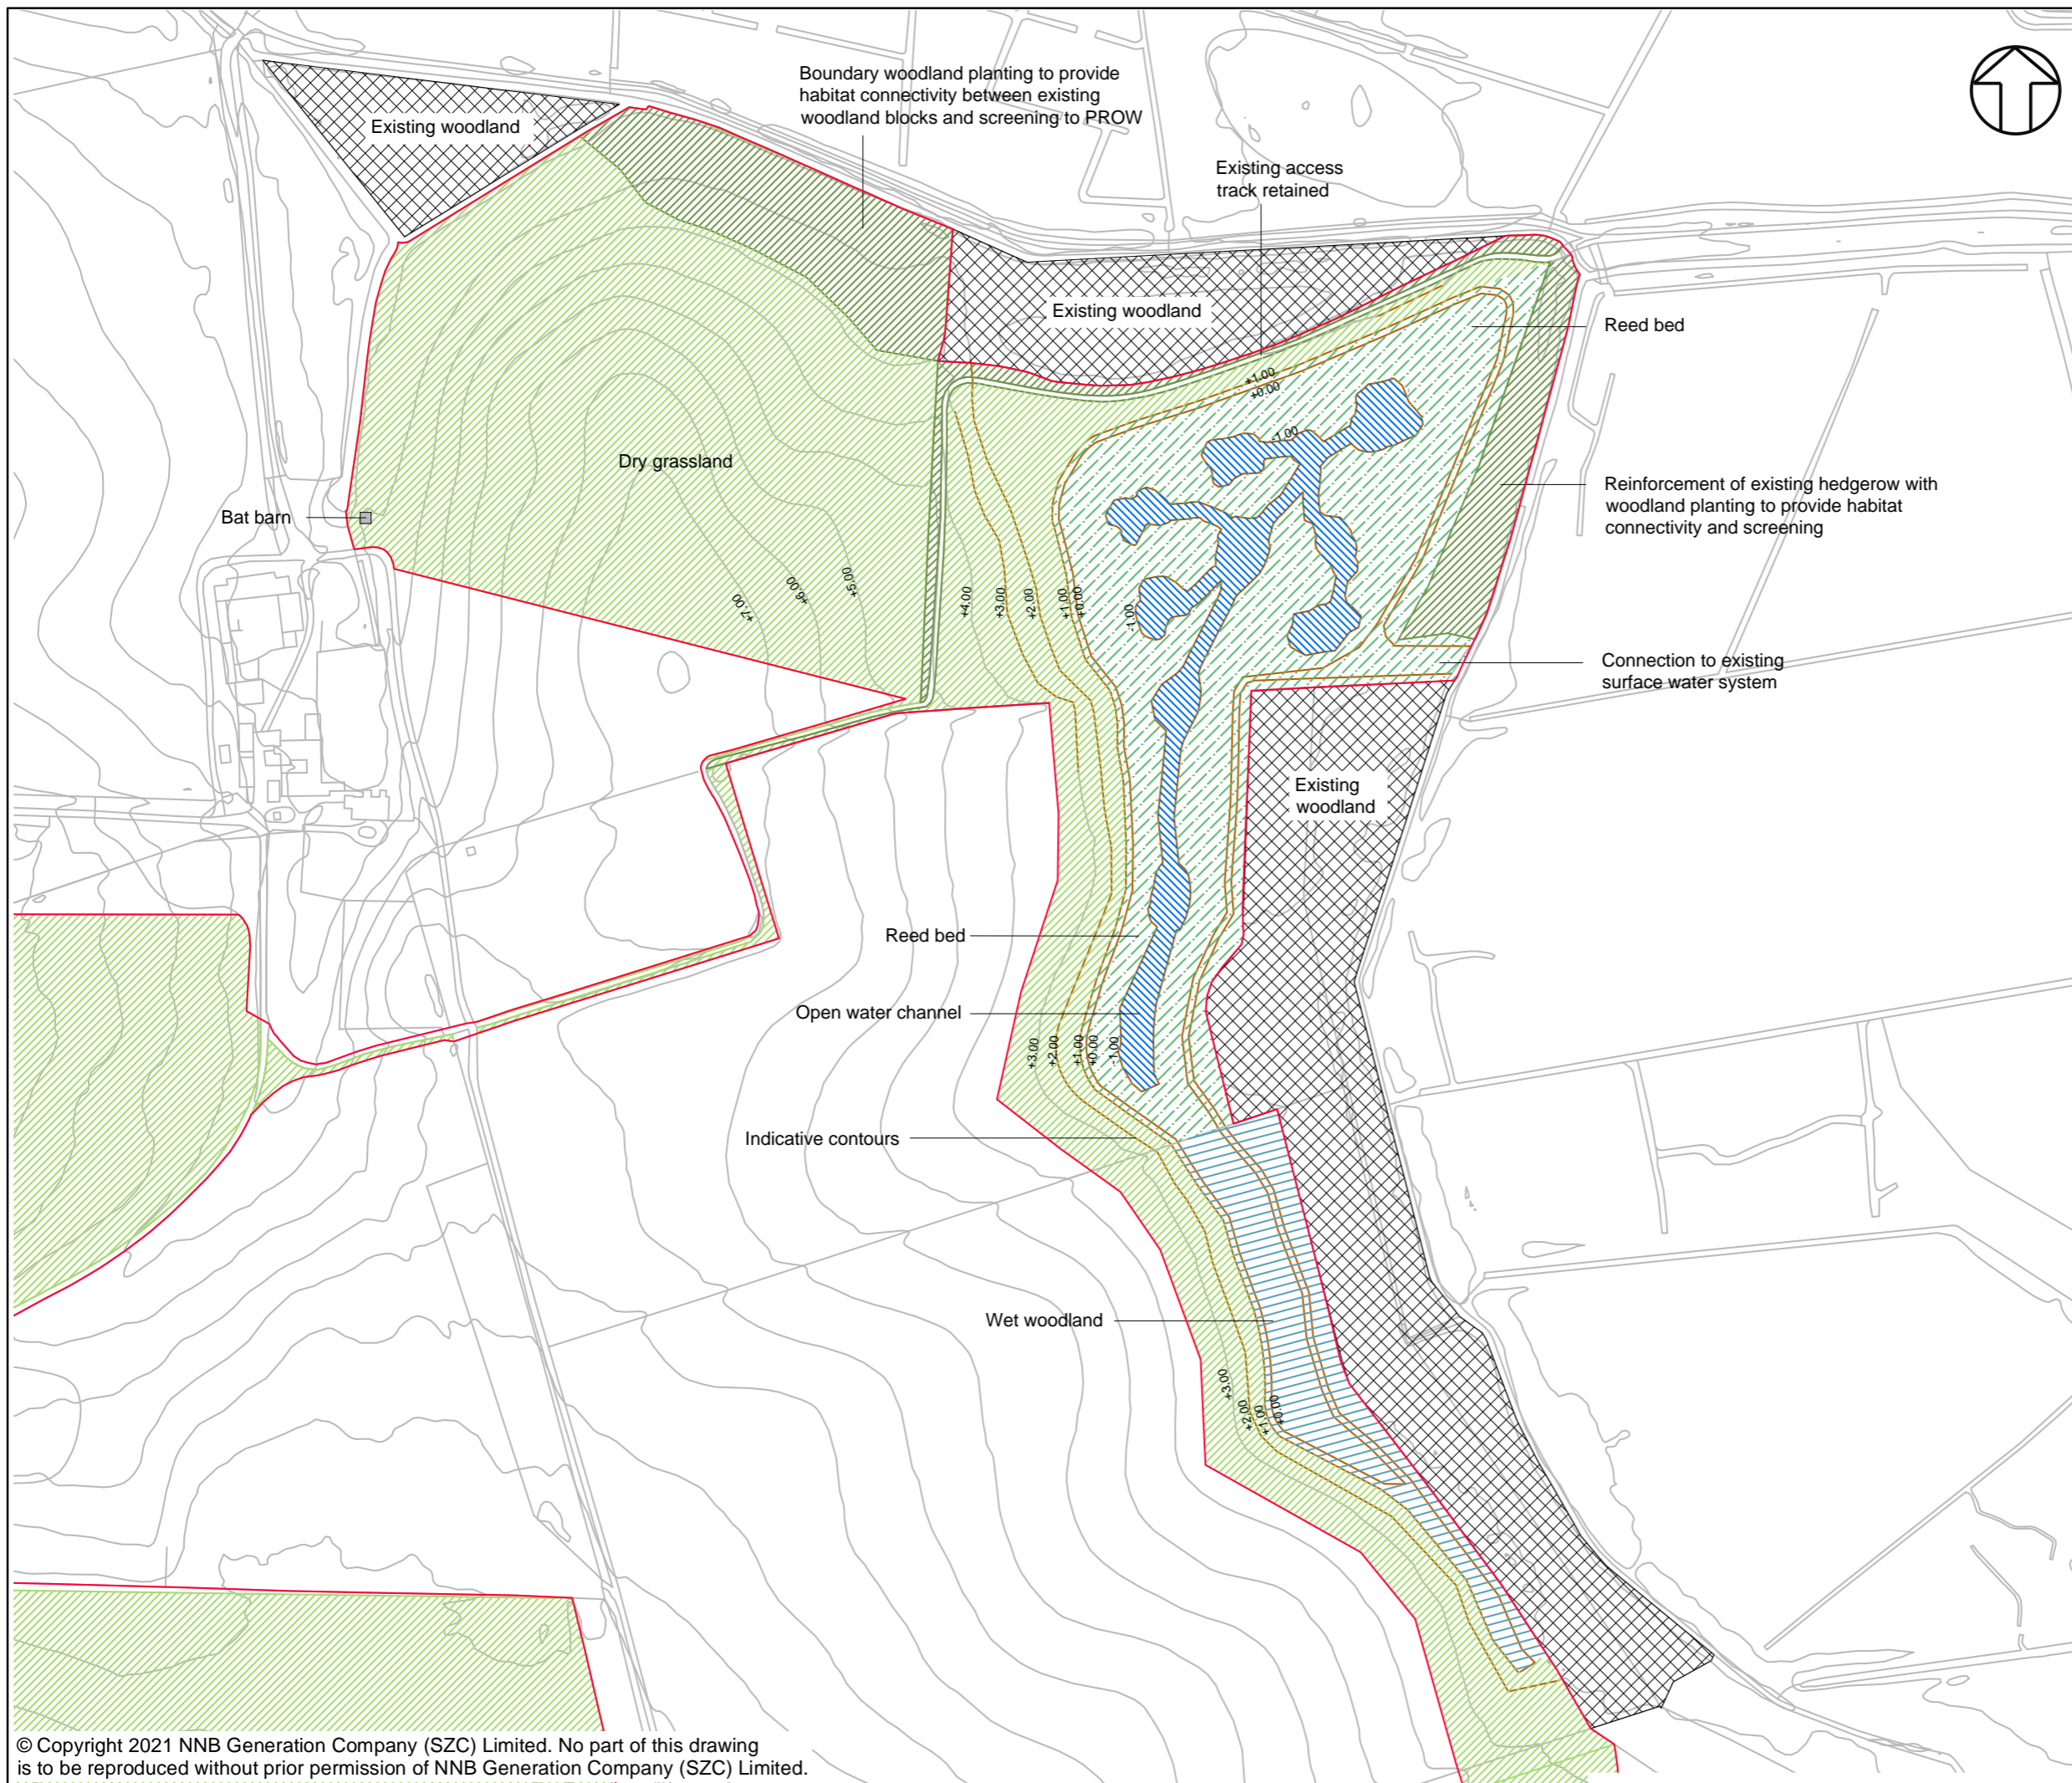 Boundary woodland planting to provide
habitat connectivity between existing
woodland blocks and screening to PROW
Existing woodland
Existing access
track retained
Existing woodland
Reed bed
+1.00
+0.00
-1.00
Dry grassland
Reinforcement of existing hedgerow with
woodland planting to provide habitat
connectivity and screening
Bat barn
+7.00
+6.00
+5.00
+4.00
+3.00
+2.00
+1.00
+0.00
-1.00
Connection to existing
surface water system
Existing
woodland
Reed bed
Open water channel
+3.00
+2.00
+1.00
+0.00
-1.00
Indicative contours
Wet woodland
+3.00
+2.00
+1.00
+0.00
© Copyright 2021 NNB Generation Company (SZC) Limited. No part of this drawing
is to be reproduced without prior permission of NNB Generation Company (SZC) Limited.